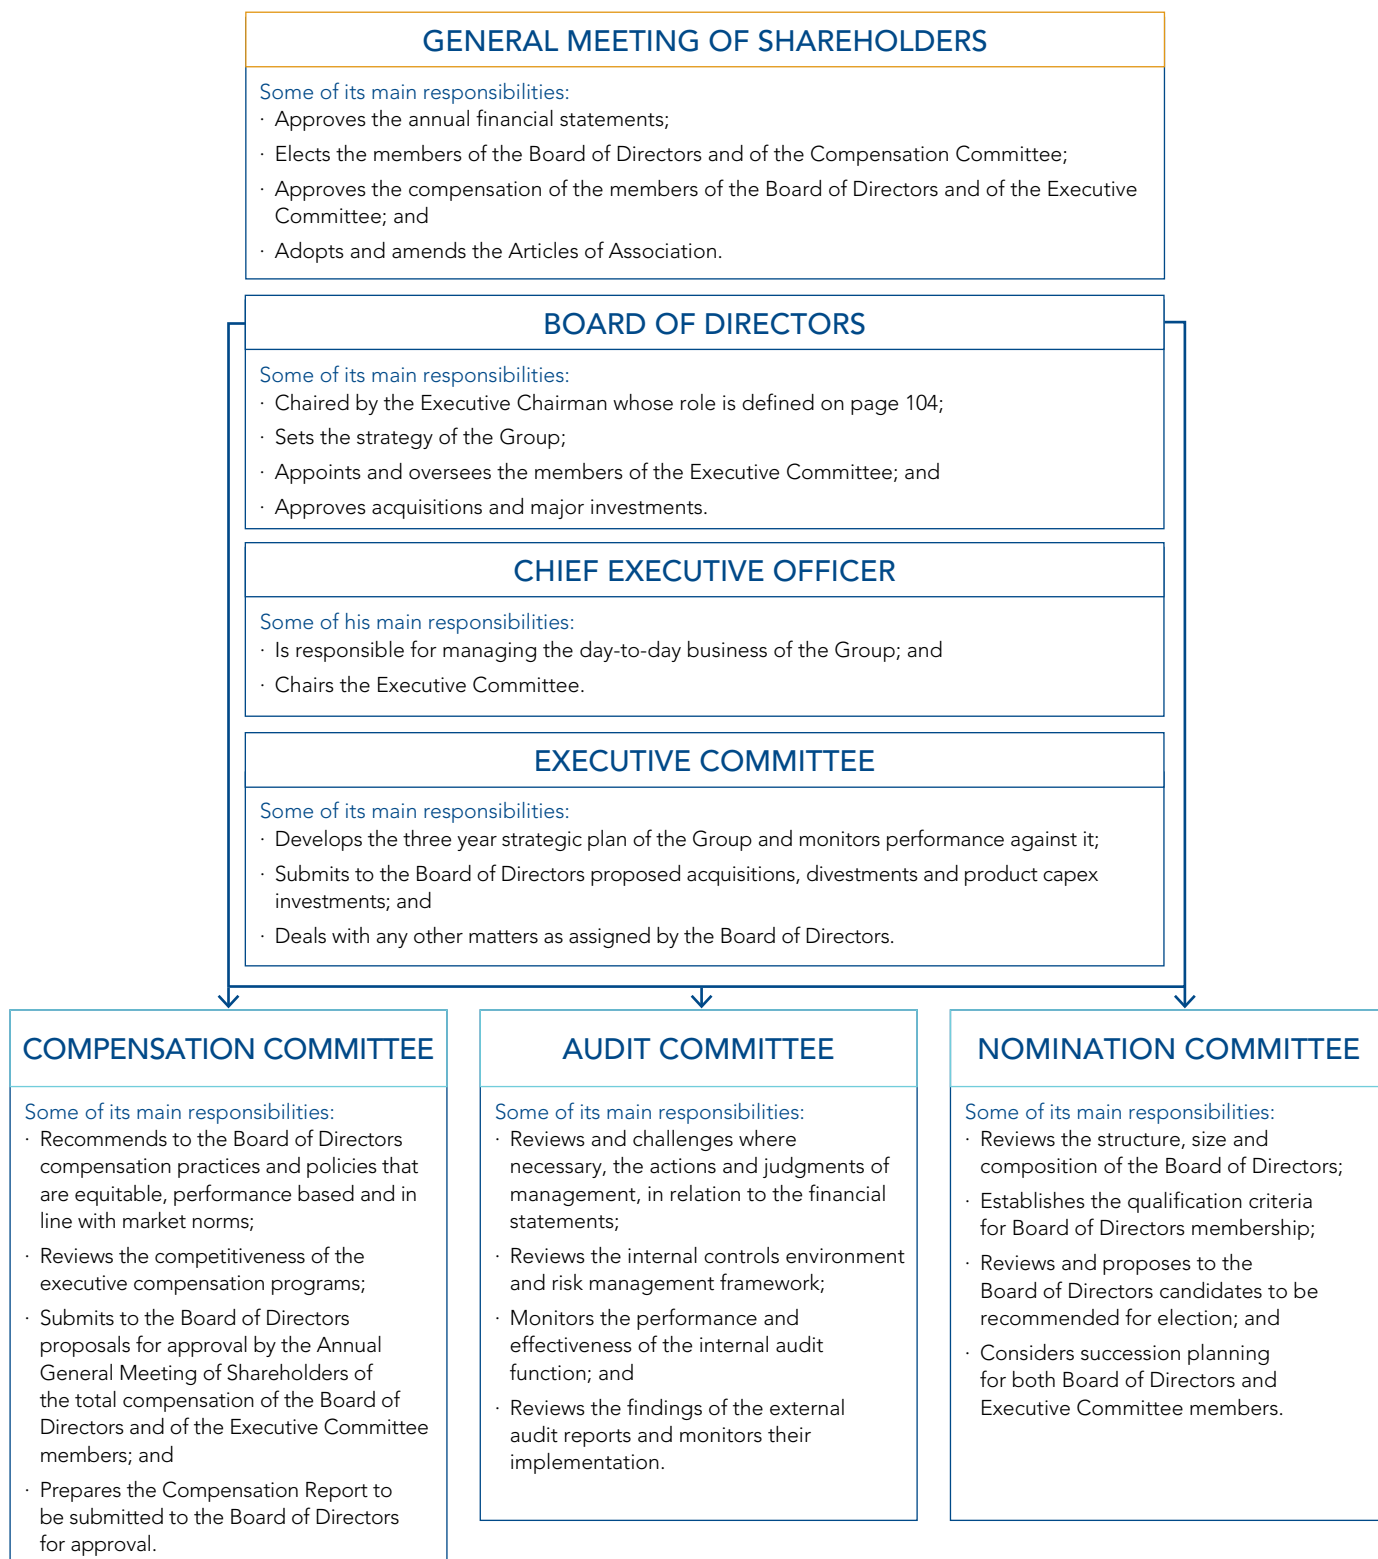 GENERAL MEETING OF SHAREHOLDERS
Some of its main responsibilities:
· Approves the annual financial statements;
· Elects the members of the Board of Directors and of the Compensation Committee;
· Approves the compensation of the members of the Board of Directors and of the Executive
Committee; and
· Adopts and amends the Articles of Association.
BOARD OF DIRECTORS
Some of its main responsibilities:
· Chaired by the Executive Chairman whose role is defined on page 104;
· Sets the strategy of the Group;
· Appoints and oversees the members of the Executive Committee; and
· Approves acquisitions and major investments.
CHIEF EXECUTIVE OFFICER
Some of his main responsibilities:
· Is responsible for managing the day-to-day business of the Group; and
· Chairs the Executive Committee.
EXECUTIVE COMMITTEE
Some of its main responsibilities:
· Develops the three year strategic plan of the Group and monitors performance against it;
· Submits to the Board of Directors proposed acquisitions, divestments and product capex
investments; and
· Deals with any other matters as assigned by the Board of Directors.
COMPENSATION COMMITTEE
Some of its main responsibilities:
· Recommends to the Board of Directors
compensation practices and policies that
are equitable, performance based and in
line with market norms;
· Reviews the competitiveness of the
executive compensation programs;
· Submits to the Board of Directors
proposals for approval by the Annual
General Meeting of Shareholders of
the total compensation of the Board of
Directors and of the Executive Committee
members; and
· Prepares the Compensation Report to
be submitted to the Board of Directors
for approval.
AUDIT COMMITTEE
Some of its main responsibilities:
· Reviews and challenges where
necessary, the actions and judgments of
management, in relation to the financial
statements;
· Reviews the internal controls environment
and risk management framework;
· Monitors the performance and
effectiveness of the internal audit
function; and
· Reviews the findings of the external
audit reports and monitors their
implementation.
NOMINATION COMMITTEE
Some of its main responsibilities:
· Reviews the structure, size and
composition of the Board of Directors;
· Establishes the qualification criteria
for Board of Directors membership;
· Reviews and proposes to the
Board of Directors candidates to be
recommended for election; and
· Considers succession planning
for both Board of Directors and
Executive Committee members.